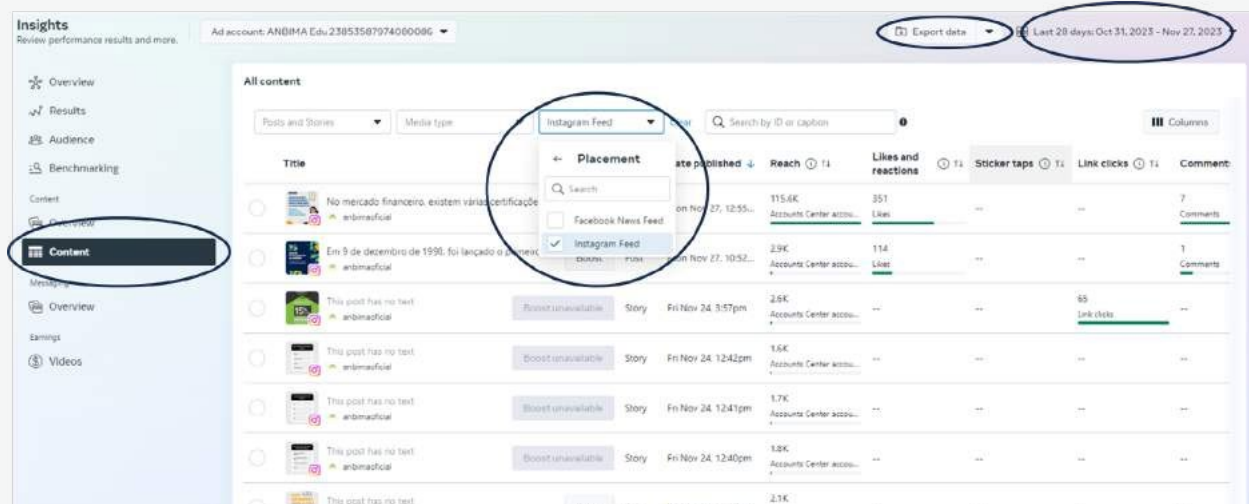 Insights
Review performance results and more.
Ad account: ANBIMA Edu 23853587974080086
Export data
Last 28 days: Oct 31, 2023 - Nov 27, 2023
Overview
Results
Audience
Benchmarking
Content
Overview
Content
Messaging
Overview
Earnings
Videos
All content
Posts and Stories
Media type
Instagram Feed
Clear
Search by ID or caption
Columns
Placement
Search
Facebook News Feed
Instagram Feed
Title
ate published
Reach
Likes and reactions
Sticker taps
Link clicks
Comment
No mercado financeiro, existem várias certificaçõe
anbimaoficial
on Nov 27, 12:55...
115.6K
Accounts Center accou...
351
Likes
--
--
7
Comments
Em 9 de dezembro de 1998, foi lançado o primeiro
anbimaoficial
Boost
Post
Mon Nov 27, 10:52...
2.9K
Accounts Center accou...
114
Likes
--
--
1
Comments
15%
This post has no text
anbimaoficial
Boost unavailable
Story
Fri Nov 24, 3:57pm
2.6K
Accounts Center accou...
--
--
65
Link clicks
--
This post has no text
anbimaoficial
Boost unavailable
Story
Fri Nov 24, 12:42pm
1.6K
Accounts Center accou...
--
--
--
--
This post has no text
anbimaoficial
Boost unavailable
Story
Fri Nov 24, 12:41pm
1.7K
Accounts Center accou...
--
--
--
--
This post has no text
anbimaoficial
Boost unavailable
Story
Fri Nov 24, 12:40pm
1.8K
Accounts Center accou...
--
--
--
--
This post has no text
2.1K